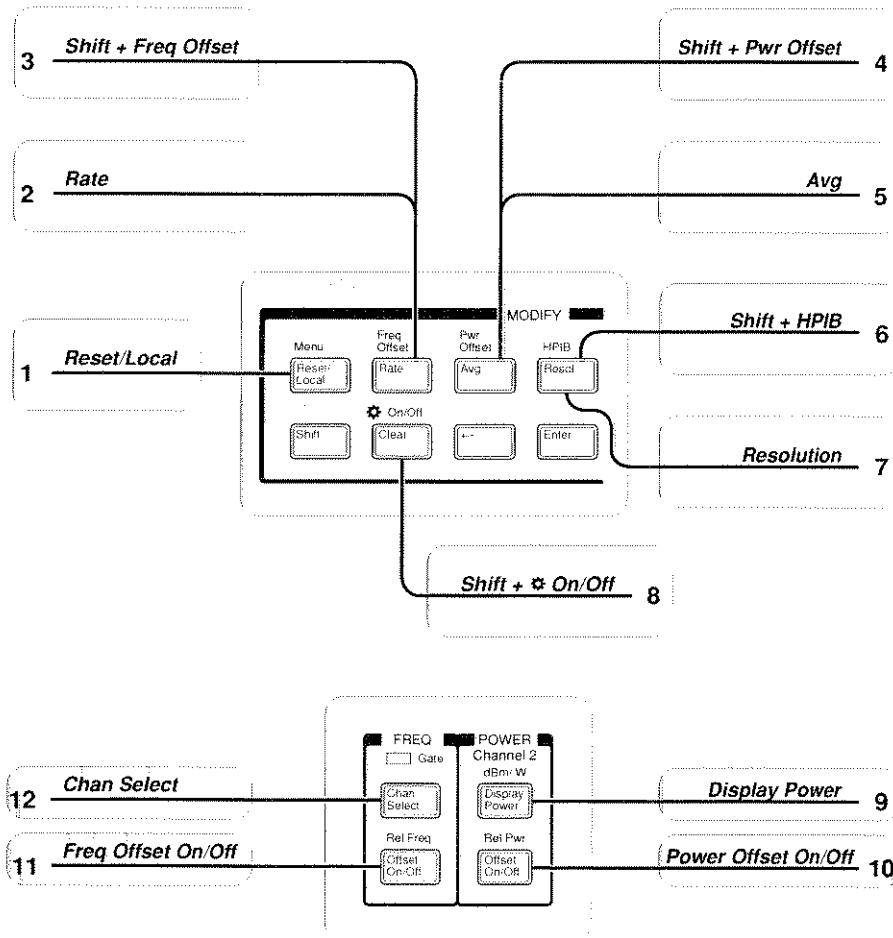 3 Shift + Freq Offset
Shift + Pwr Offset 4
2 Rate
Avg 5
MODIFY
Menu Freq Offset Pwr Offset HPIB
Reset/Local Rate Avg Resol
Shift + HPIB 6
1 Reset/Local
On/Off
Shift Clear ← Enter
Resolution 7
Shift + ✿ On/Off 8
FREQ POWER
Gate Channel 2
dBm/W
12 Chan Select
Chan Select Display Power
Display Power 9
Rel Freq Rel Pwr
11 Freq Offset On/Off
Offset On/Off Offset On/Off
Power Offset On/Off 10